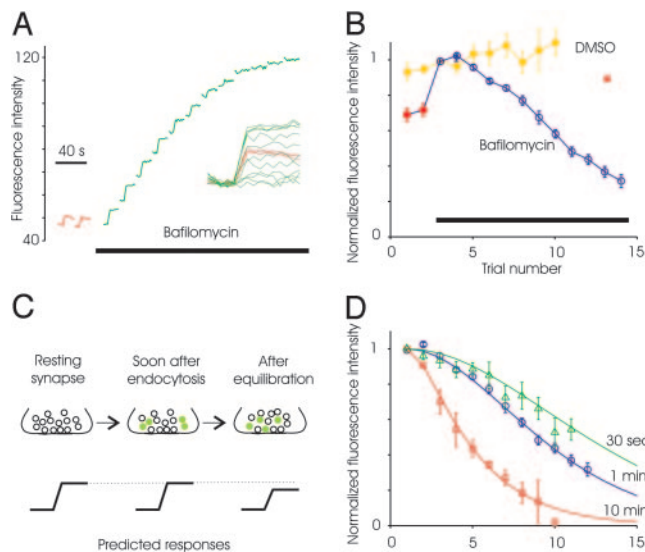 A
Fluorescence intensity
120
40 s
40
Bafilomycin
B
Normalized fluorescence intensity
1
0
DMSO
Bafilomycin
0
5
10
15
Trial number
C
Resting synapse
Soon after endocytosis
After equilibration
Predicted responses
D
Normalized fluorescence intensity
1
0
30 sec
1 min
10 min
0
5
10
15